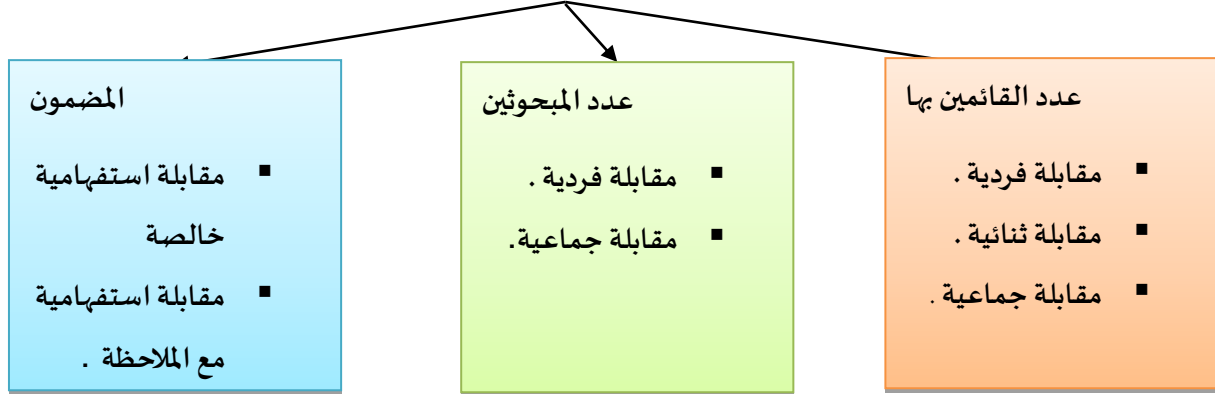 عدد القائمين بها
▪ مقابلة فردية .
▪ مقابلة ثنائية .
▪ مقابلة جماعية .
عدد المبحوثين
▪ مقابلة فردية .
▪ مقابلة جماعية.
المضمون
▪ مقابلة استفهامية
خالصة
▪ مقابلة استفهامية
مع الملاحظة .